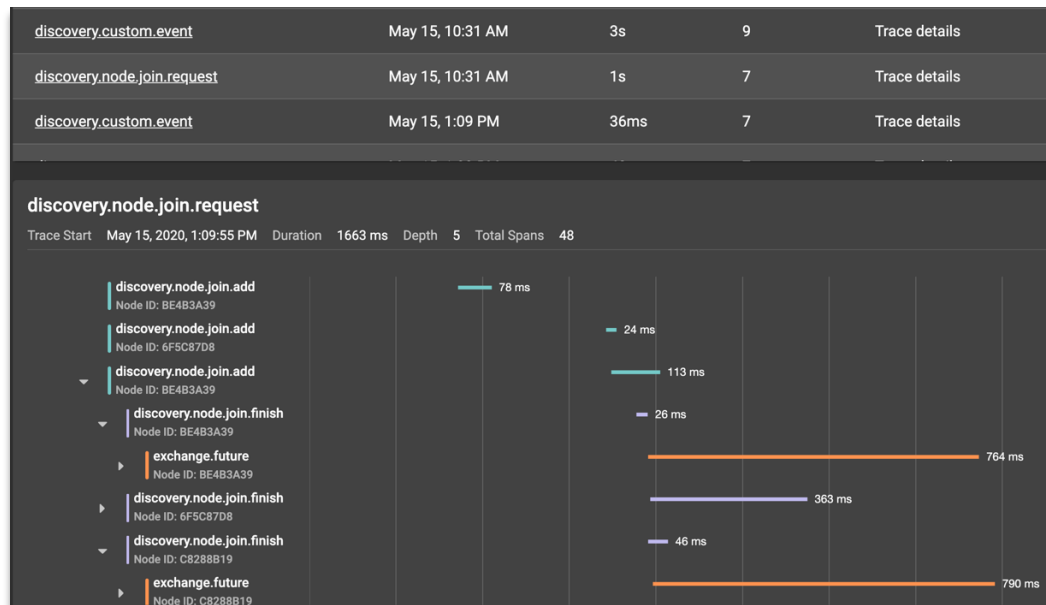 discovery.custom.event May 15, 10:31 AM 3s 9 Trace details
discovery.node.join.request May 15, 10:31 AM 1s 7 Trace details
discovery.custom.event May 15, 1:09 PM 36ms 7 Trace details
discovery.node.join.request
Trace Start May 15, 2020, 1:09:55 PM Duration 1663 ms Depth 5 Total Spans 48
discovery.node.join.add 78 ms
Node ID: BE4B3A39
discovery.node.join.add 24 ms
Node ID: 6F5C87D8
discovery.node.join.add 113 ms
Node ID: BE4B3A39
discovery.node.join.finish 26 ms
Node ID: BE4B3A39
exchange.future 764 ms
Node ID: BE4B3A39
discovery.node.join.finish 363 ms
Node ID: 6F5C87D8
discovery.node.join.finish 46 ms
Node ID: C8288B19
exchange.future 790 ms
Node ID: C8288B19